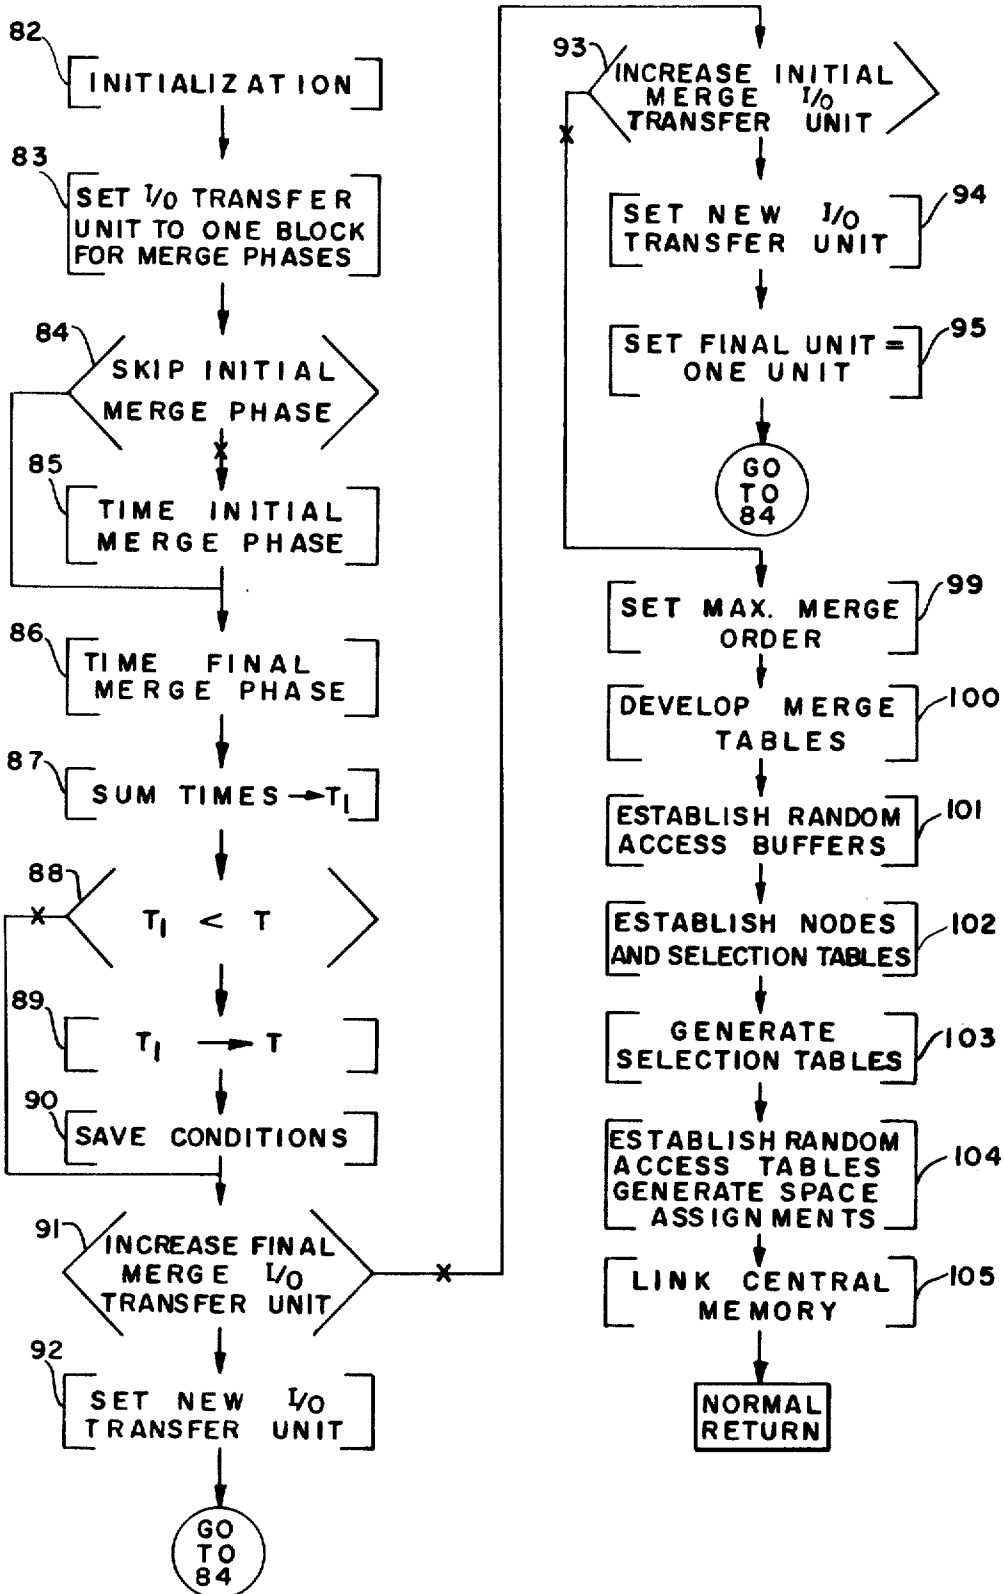 82
INITIALIZATION
83
SET I/O TRANSFER
UNIT TO ONE BLOCK
FOR MERGE PHASES
84
SKIP INITIAL
MERGE PHASE
X
85
TIME INITIAL
MERGE PHASE
86
TIME FINAL
MERGE PHASE
87
SUM TIMES → T1
88
X
T1 < T
89
T1 → T
90
SAVE CONDITIONS
91
INCREASE FINAL
MERGE I/O
TRANSFER UNIT
X
92
SET NEW I/O
TRANSFER UNIT
GO
TO
84
93
INCREASE INITIAL
MERGE I/O
TRANSFER UNIT
X
SET NEW I/O
TRANSFER UNIT
94
SET FINAL UNIT =
ONE UNIT
95
GO
TO
84
SET MAX. MERGE
ORDER
99
DEVELOP MERGE
TABLES
100
ESTABLISH RANDOM
ACCESS BUFFERS
101
ESTABLISH NODES
AND SELECTION TABLES
102
GENERATE
SELECTION TABLES
103
ESTABLISH RANDOM
ACCESS TABLES
GENERATE SPACE
ASSIGNMENTS
104
LINK CENTRAL
MEMORY
105
NORMAL
RETURN